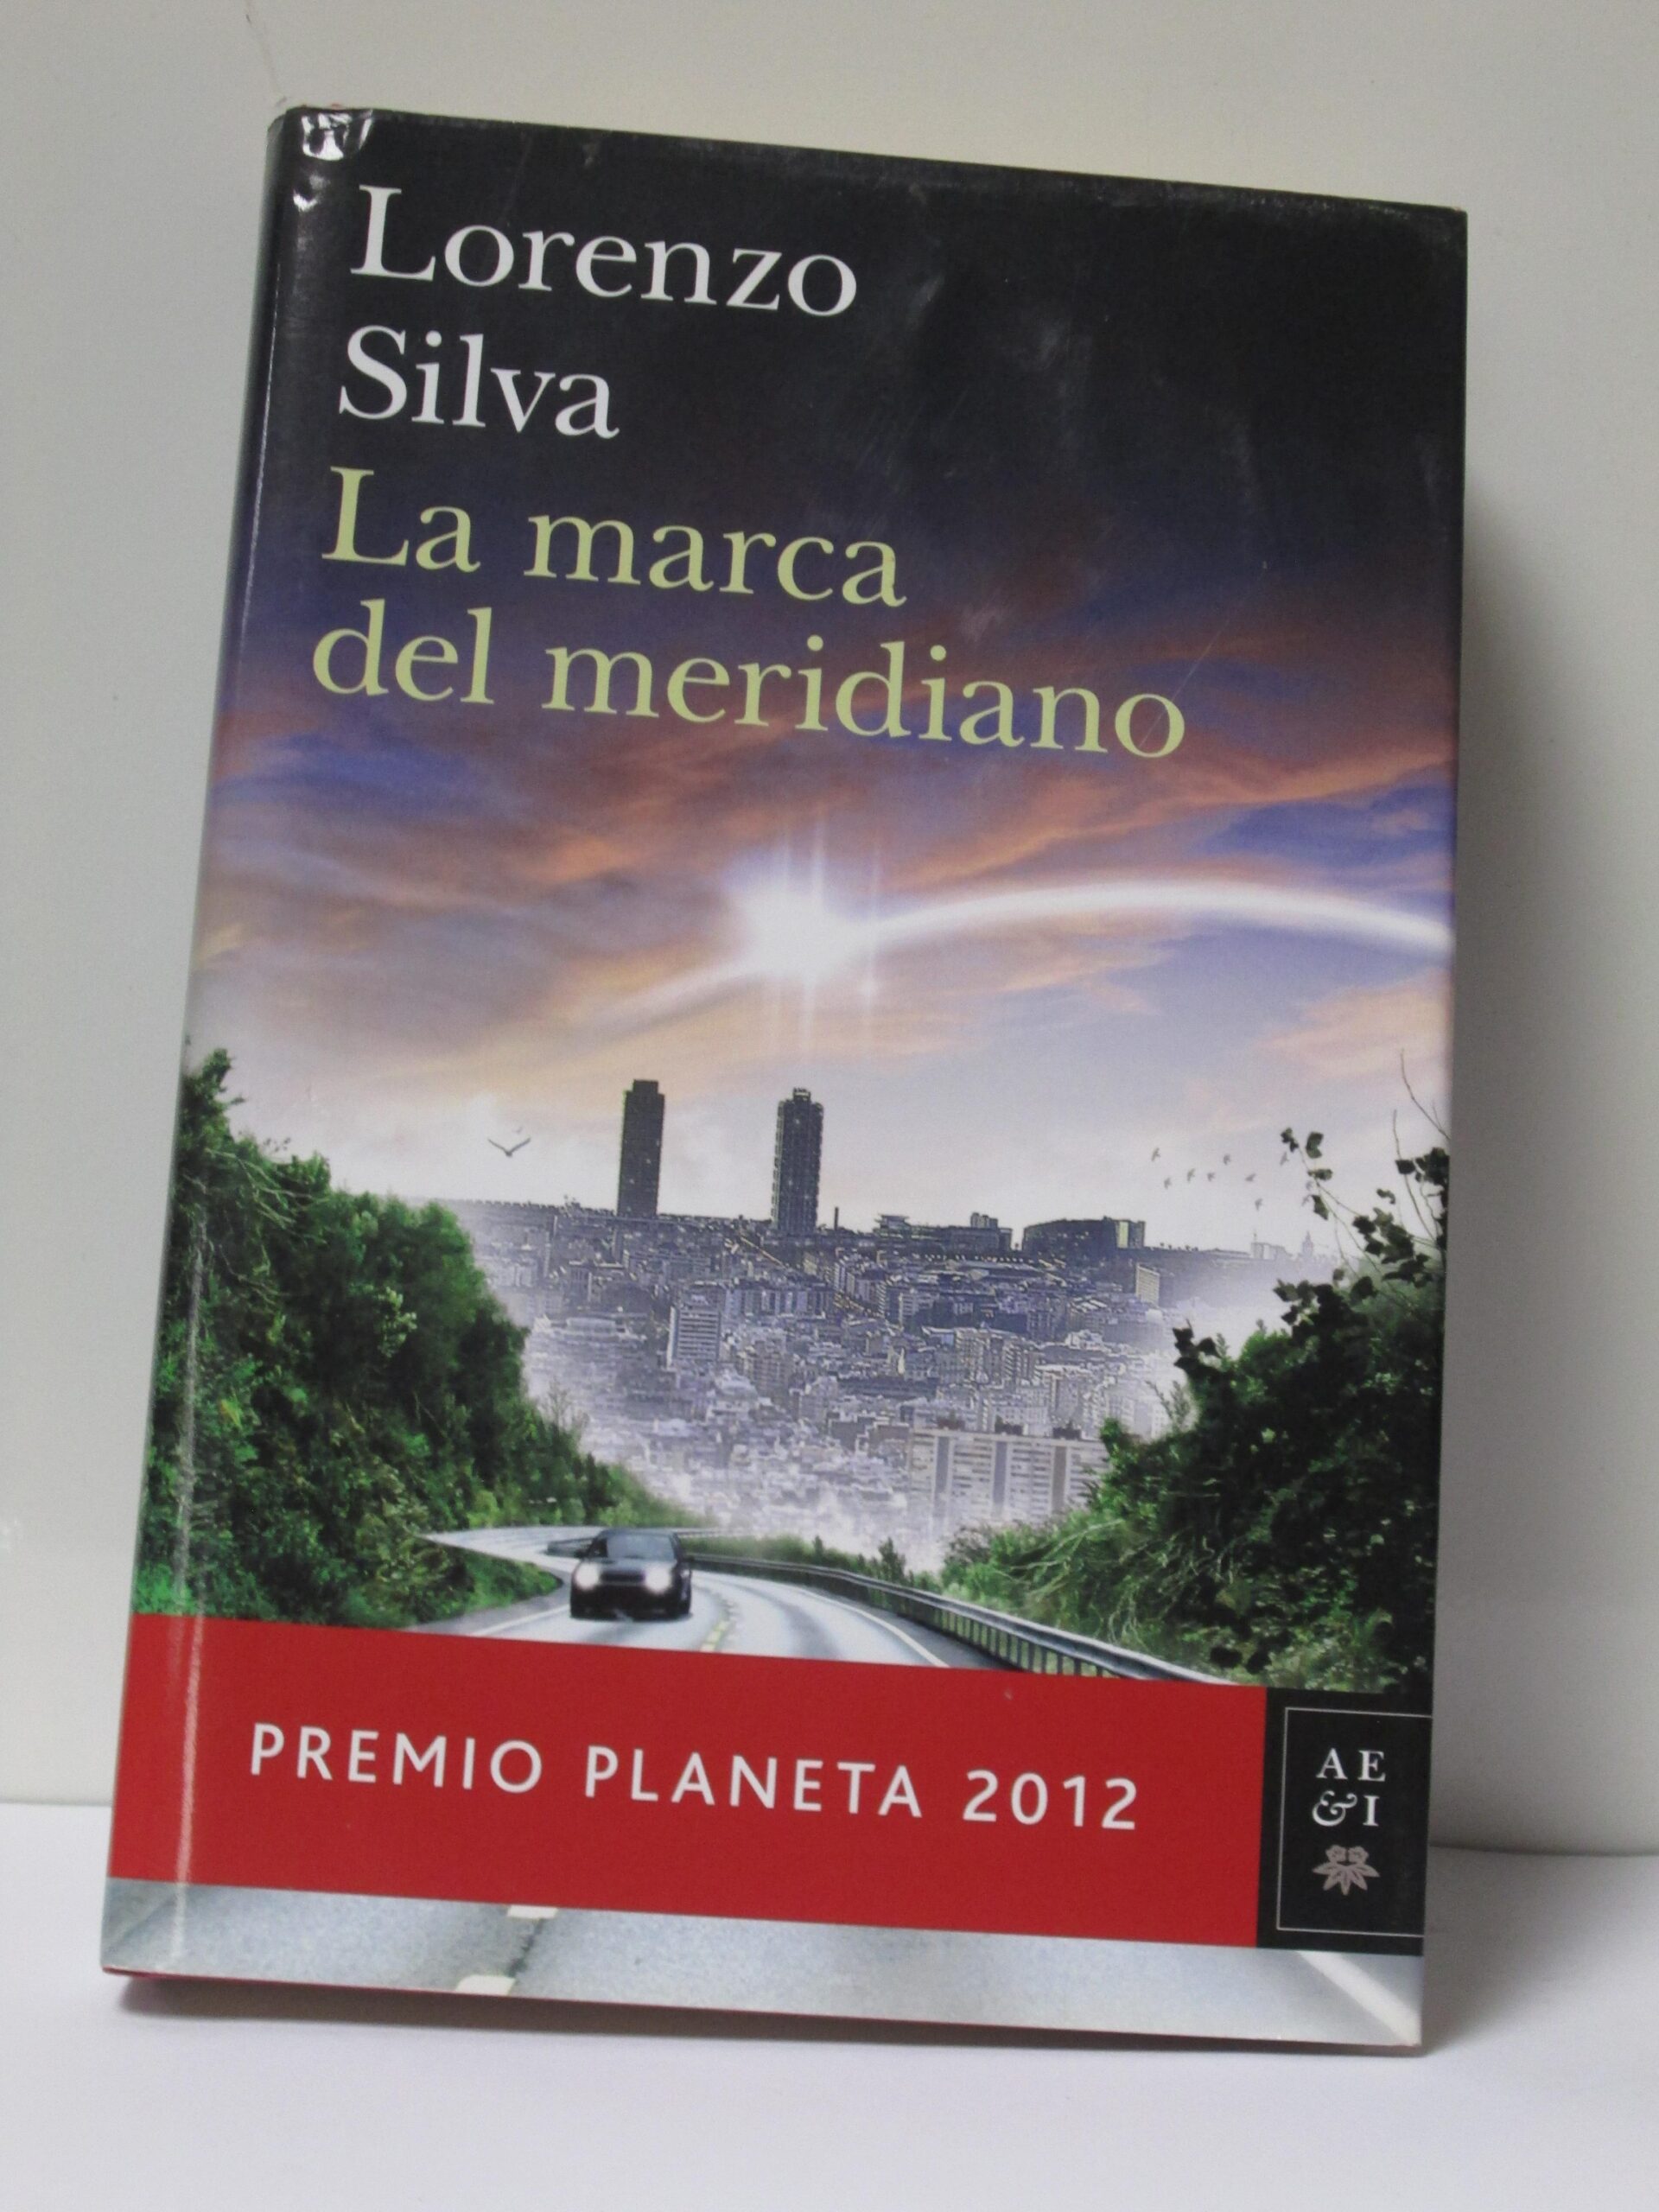 Lorenzo
Silva
La marca
del meridiano
PREMIO PLANETA 2012
AE
&I